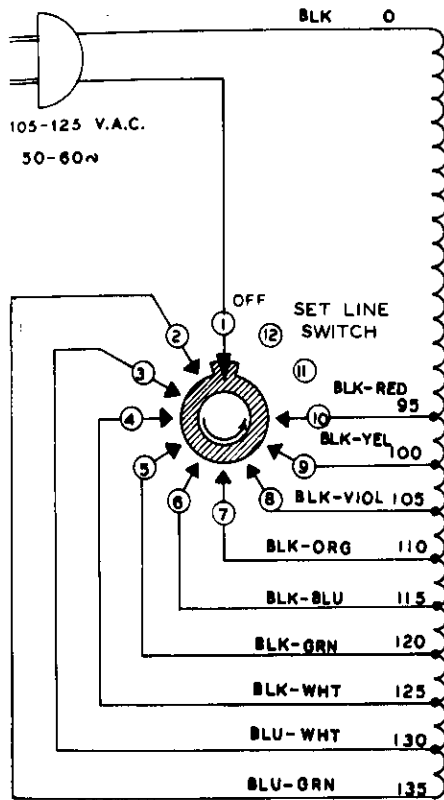 BLK 0
105-125 V.A.C.
50-60~
OFF
1
2
12
SET LINE
SWITCH
3
11
BLK-RED
4
10
95
BLK-YEL
100
5
9
6
8
BLK-VIOL 105
7
BLK-ORG 110
BLK-BLU 115
BLK-GRN 120
BLK-WHT 125
BLU-WHT 130
BLU-GRN 135